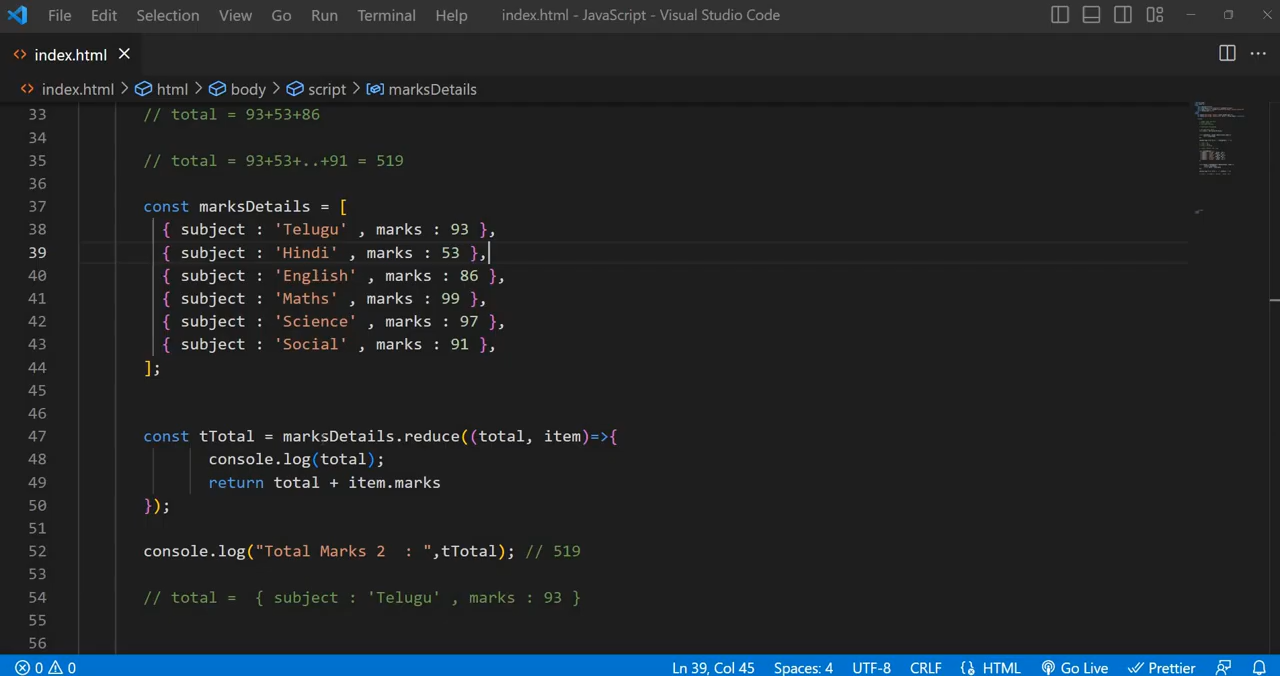 File Edit Selection View Go Run Terminal Help index.html - JavaScript - Visual Studio Code
index.html
index.html > html > body > script > marksDetails
33 // total = 93+53+86
34
35 // total = 93+53+..+91 = 519
36
37 const marksDetails = [
38 { subject : 'Telugu' , marks : 93 },
39 { subject : 'Hindi' , marks : 53 },
40 { subject : 'English' , marks : 86 },
41 { subject : 'Maths' , marks : 99 },
42 { subject : 'Science' , marks : 97 },
43 { subject : 'Social' , marks : 91 },
44 ];
45
46
47 const tTotal = marksDetails.reduce((total, item)=>{
48 console.log(total);
49 return total + item.marks
50 });
51
52 console.log("Total Marks 2  : ",tTotal); // 519
53
54 // total =  { subject : 'Telugu' , marks : 93 }
55
56
0 0 Ln 39, Col 45 Spaces: 4 UTF-8 CRLF HTML Go Live Prettier